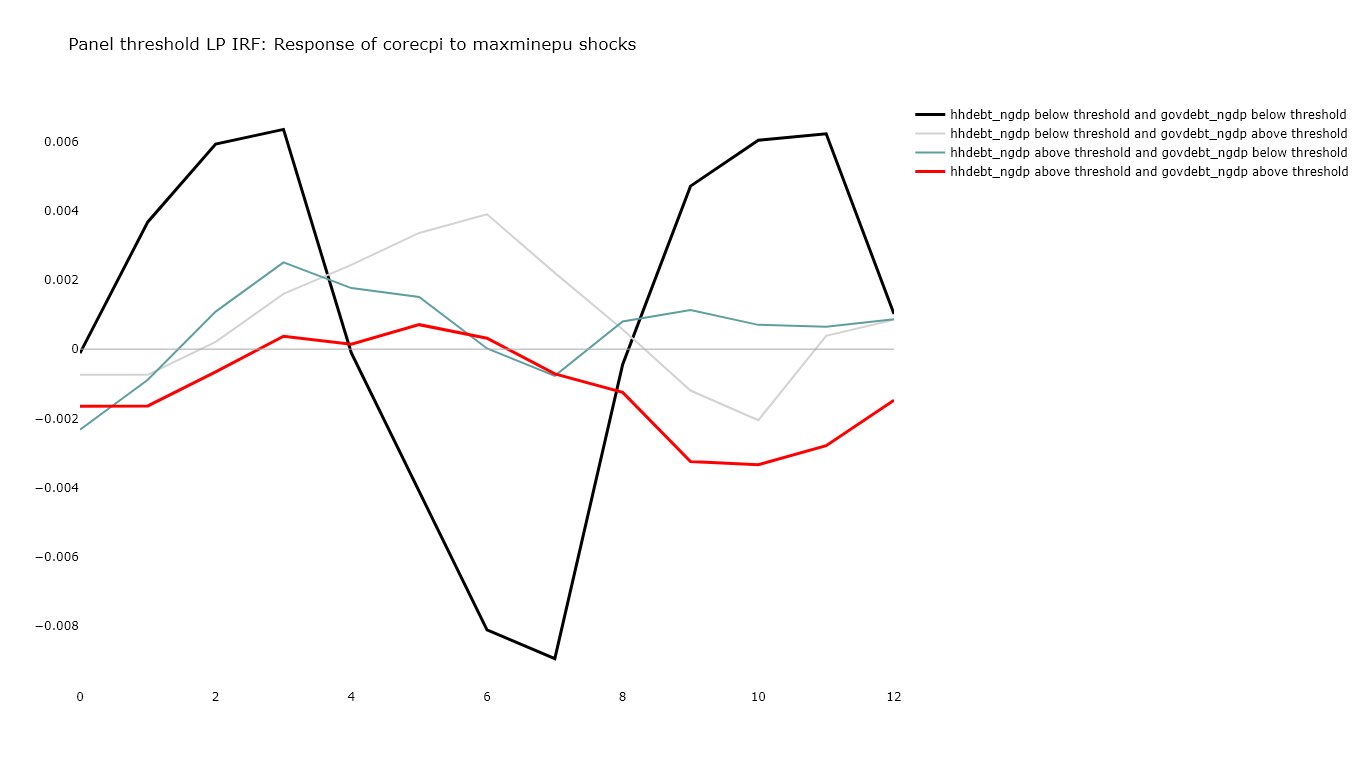 Panel threshold LP IRF: Response of corecpi to maxminepu shocks
hhdebt_ngdp below threshold and govdebt_ngdp below threshold
hhdebt_ngdp below threshold and govdebt_ngdp above threshold
hhdebt_ngdp above threshold and govdebt_ngdp below threshold
hhdebt_ngdp above threshold and govdebt_ngdp above threshold
0.006
0.004
0.002
0
−0.002
−0.004
−0.006
−0.008
0 2 4 6 8 10 12